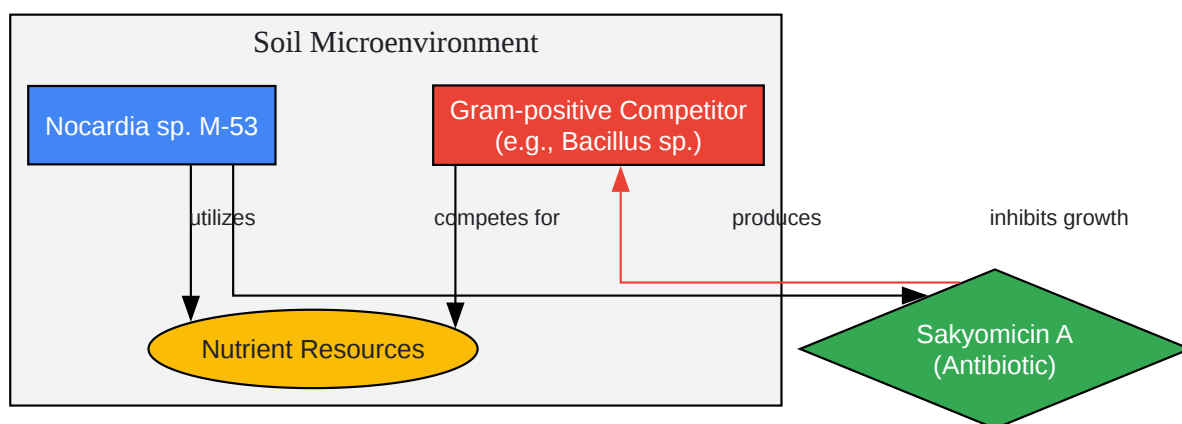 Soil Microenvironment
Nocardia sp. M-53
Gram-positive Competitor
(e.g., Bacillus sp.)
utilizes
competes for
produces
inhibits growth
Nutrient Resources
Sakyomicin A
(Antibiotic)